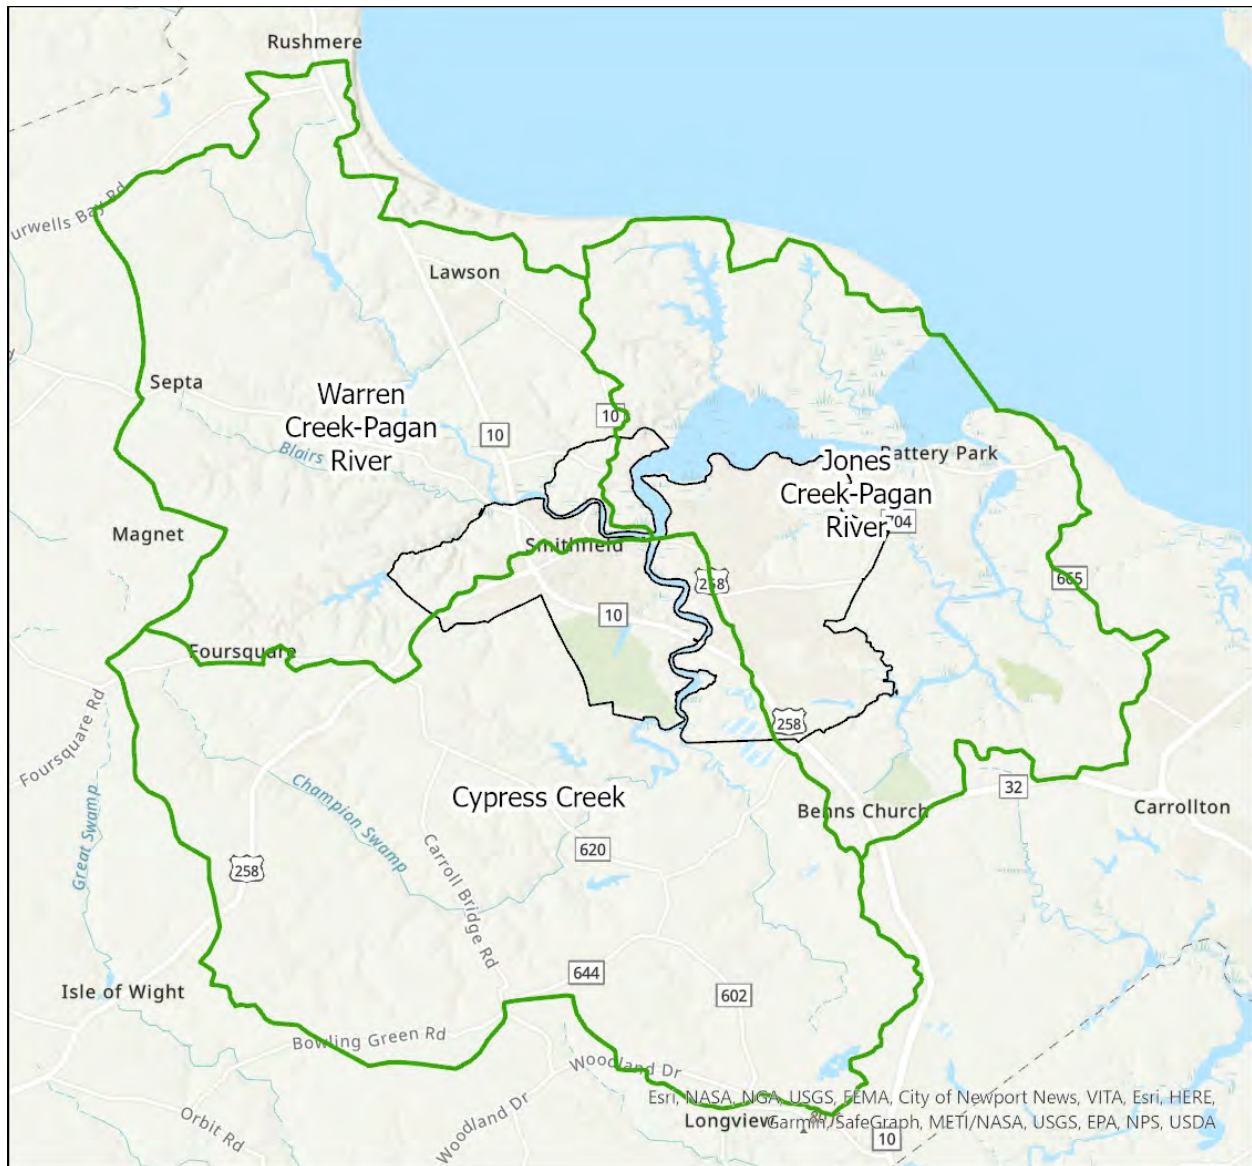 Rushmere
urwells Bay Rd
Lawson
Septa
Warren
Creek-Pagan
River
10
10
Blairs
Battery Park
Jones
Creek-Pagan
River
704
Magnet
Smithfield
258
665
10
Foursquare
Foursquare Rd
258
Champion Swamp
Cypress Creek
32
Benns Church
Carrollton
Great Swamp
258
620
Carroll Bridge Rd
644
602
Isle of Wight
Bowling Green Rd
Woodland Dr
Woodland Dr
Orbit Rd
Longview
10
Esri, NASA, NGA, USGS, FEMA, City of Newport News, VITA, Esri, HERE,
Garmin, SafeGraph, METI/NASA, USGS, EPA, NPS, USDA